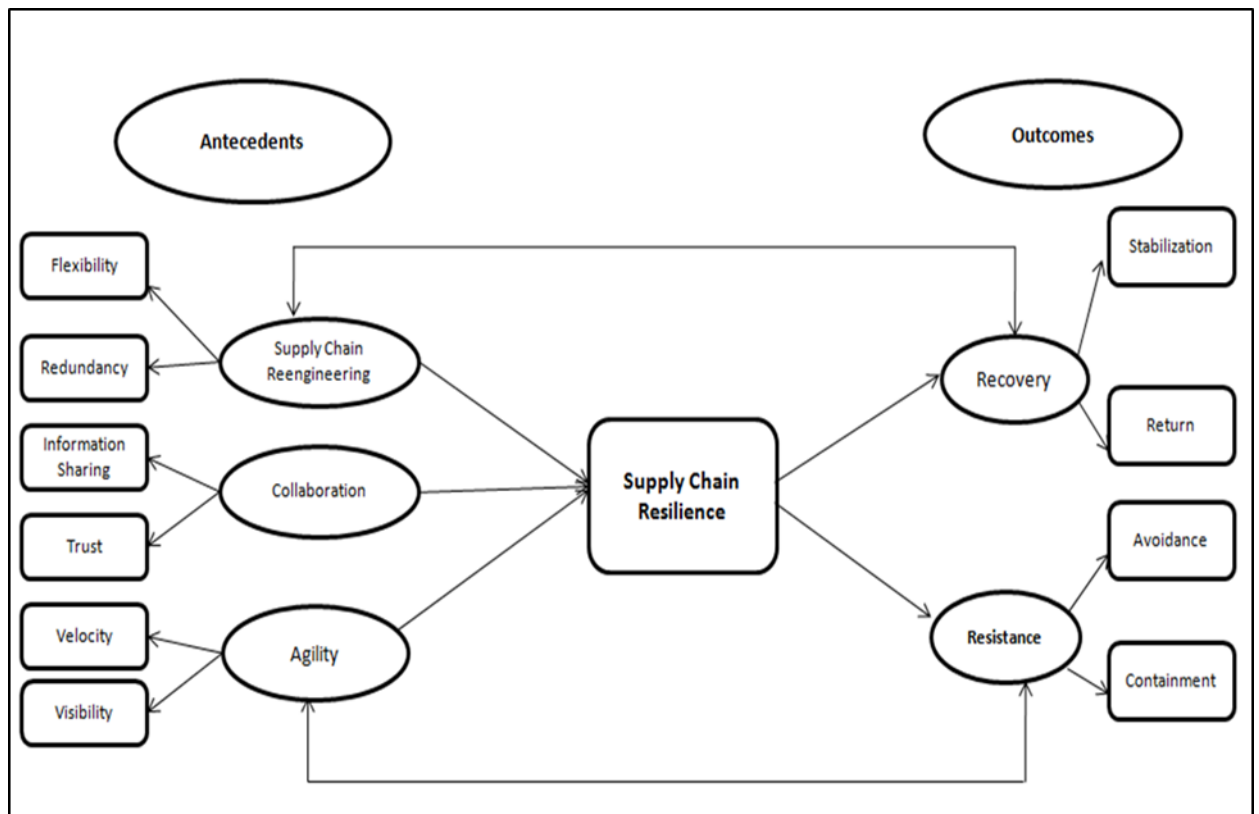 Antecedents
Outcomes
Flexibility
Redundancy
Information
Sharing
Trust
Velocity
Visibility
Supply Chain
Reengineering
Collaboration
Agility
Supply Chain
Resilience
Recovery
Resistance
Stabilization
Return
Avoidance
Containment